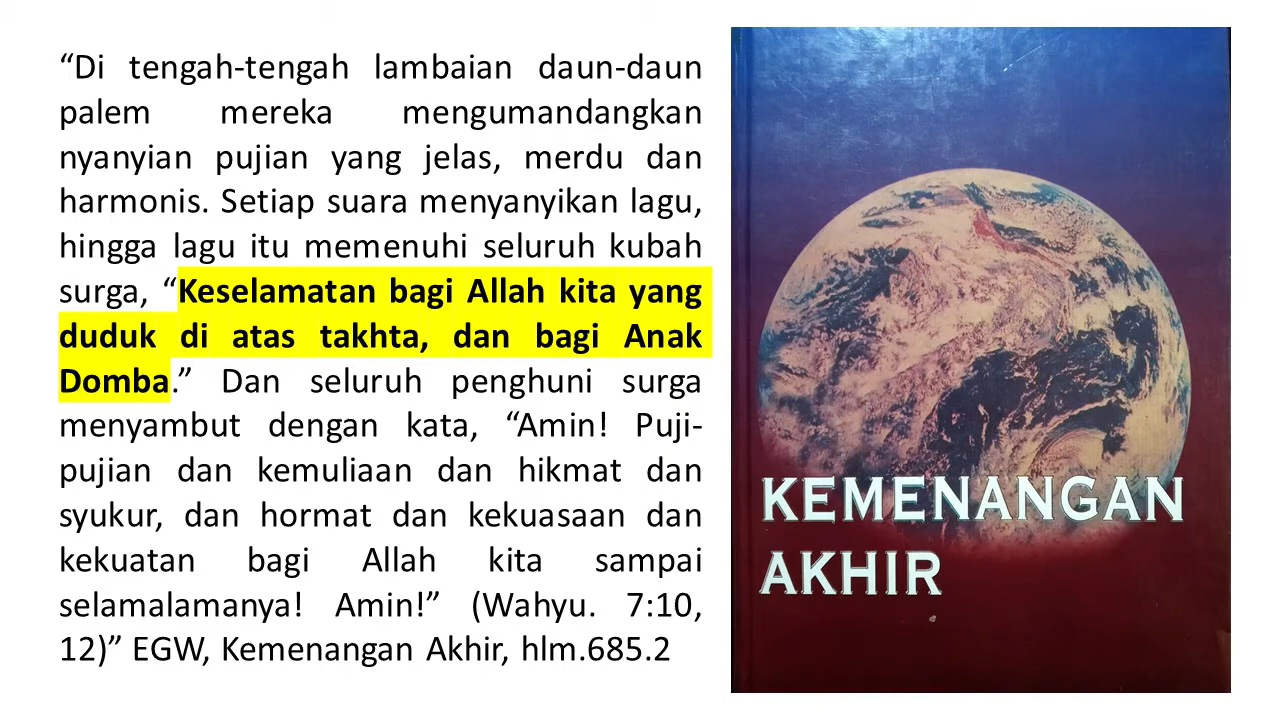 “Di tengah-tengah lambaian daun-daun
palem mereka mengumandangkan
nyanyian pujian yang jelas, merdu dan
harmonis. Setiap suara menyanyikan lagu,
hingga lagu itu memenuhi seluruh kubah
surga, “Keselamatan bagi Allah kita yang
duduk di atas takhta, dan bagi Anak
Domba.” Dan seluruh penghuni surga
menyambut dengan kata, “Amin! Puji-
pujian dan kemuliaan dan hikmat dan
syukur, dan hormat dan kekuasaan dan
kekuatan bagi Allah kita sampai
selamalamanya! Amin!” (Wahyu. 7:10,
12)” EGW, Kemenangan Akhir, hlm.685.2
KEMENANGAN
AKHIR